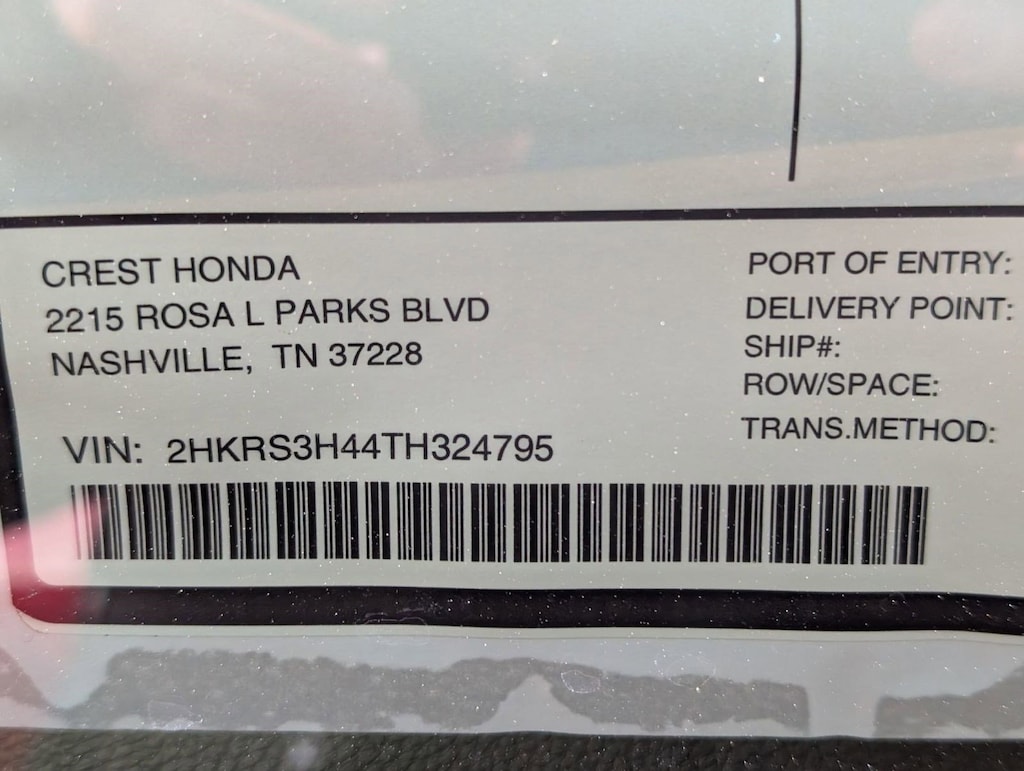 CREST HONDA
2215 ROSA L PARKS BLVD
NASHVILLE, TN 37228
VIN: 2HKRS3H44TH324795
PORT OF ENTRY:
DELIVERY POINT:
SHIP#:
ROW/SPACE:
TRANS.METHOD: